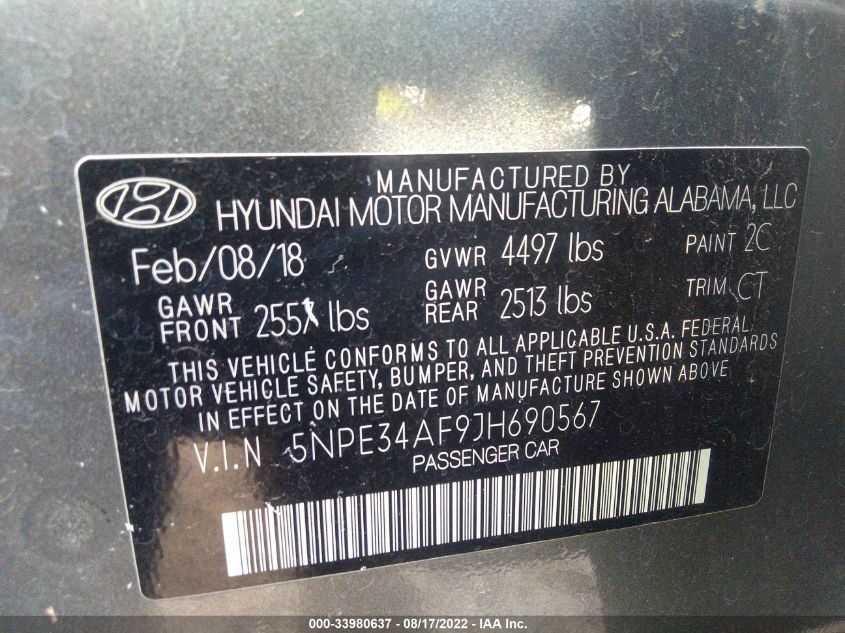 MANUFACTURED BY
HYUNDAI MOTOR MANUFACTURING ALABAMA, LLC
Feb/08/18 GVWR 4497 lbs PAINT 2C
GAWR FRONT lbs GAWR REAR 2513 lbs TRIM CT
THIS VEHICLE CONFORMS TO ALL APPLICABLE U.S.A. FEDERAL
MOTOR VEHICLE SAFETY, BUMPER, AND THEFT PREVENTION STANDARDS
IN EFFECT ON THE DATE OF MANUFACTURE SHOWN ABOVE
V.I.N 5NPE34AF9JH690567
PASSENGER CAR
000-33980637 - 08/17/2022 - IAA Inc.